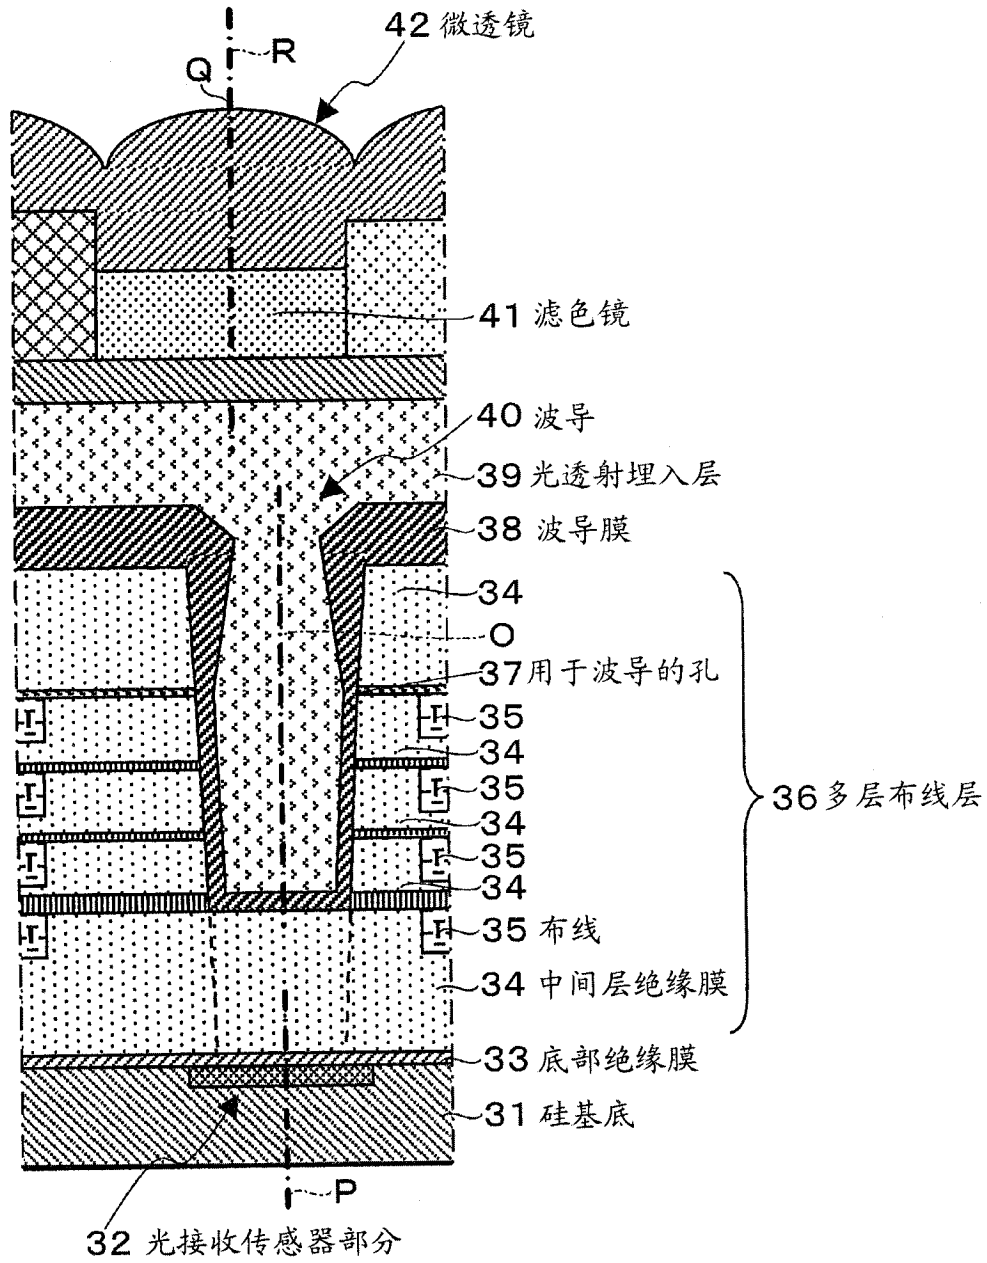 42 微透镜
R
Q
41 滤色镜
40 波导
39 光透射埋入层
38 波导膜
34
O
37 用于波导的孔
35
34
35
36 多层布线层
34
35
34
35 布线
34 中间层绝缘膜
33 底部绝缘膜
31 硅基底
P
32 光接收传感器部分